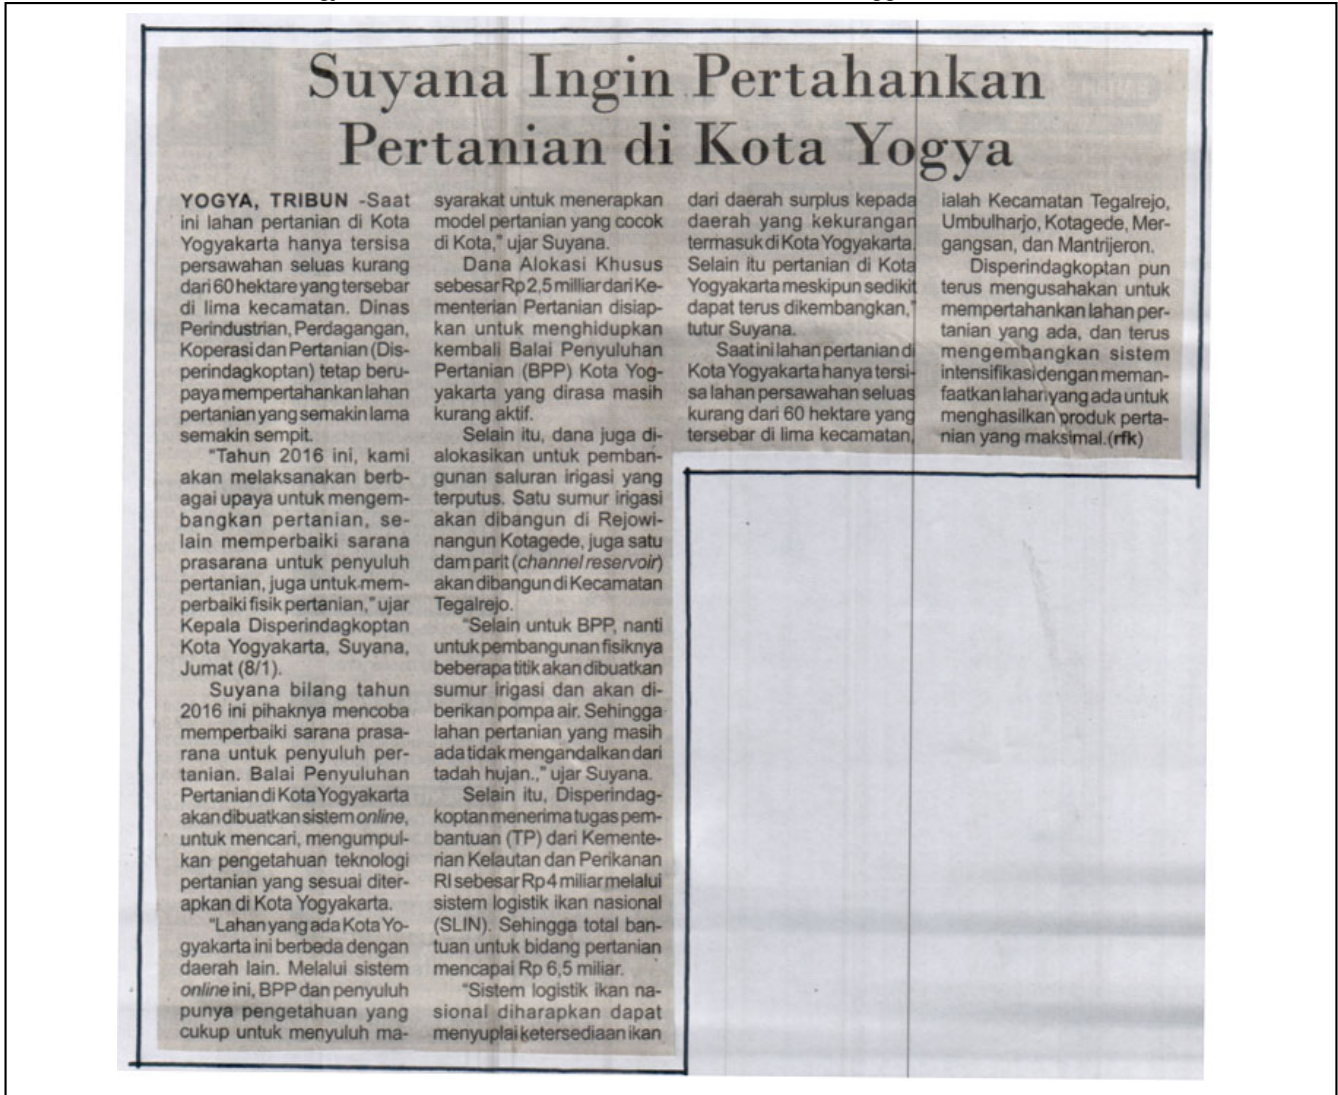 Suyana Ingin Pertahankan
Pertanian di Kota Yogya
YOGYA, TRIBUN -Saat
ini lahan pertanian di Kota
Yogyakarta hanya tersisa
persawahan seluas kurang
dari 60 hektare yang tersebar
di lima kecamatan. Dinas
Perindustrian, Perdagangan,
Koperasi dan Pertanian (Dis-
perindagkoptan) tetap beru-
paya mempertahankan lahan
pertanian yang semakin lama
semakin sempit.
"Tahun 2016 ini, kami
akan melaksanakan berb-
agai upaya untuk mengem-
bangkan pertanian, se-
lain memperbaiki sarana
prasarana untuk penyuluh
pertanian, juga untuk mem-
perbaiki fisik pertanian," ujar
Kepala Disperindagkoptan
Kota Yogyakarta, Suyana,
Jumat (8/1).
Suyana bilang tahun
2016 ini pihaknya mencoba
memperbaiki sarana prasa-
rana untuk penyuluh per-
tanian. Balai Penyuluhan
Pertanian di Kota Yogyakarta
akan dibuatkan sistem online,
untuk mencari, mengumpul-
kan pengetahuan teknologi
pertanian yang sesuai diter-
apkan di Kota Yogyakarta.
"Lahan yang ada Kota Yo-
gyakarta ini berbeda dengan
daerah lain. Melalui sistem
online ini, BPP dan penyuluh
punya pengetahuan yang
cukup untuk menyuluh ma-
syarakat untuk menerapkan
model pertanian yang cocok
di Kota," ujar Suyana.
Dana Alokasi Khusus
sebesar Rp 2,5 milliar dari Ke-
menterian Pertanian disiap-
kan untuk menghidupkan
kembali Balai Penyuluhan
Pertanian (BPP) Kota Yog-
yakarta yang dirasa masih
kurang aktif.
Selain itu, dana juga di-
alokasikan untuk pemban-
gunan saluran irigasi yang
terputus. Satu sumur irigasi
akan dibangun di Rejowi-
nangun Kotagede, juga satu
dam parit (channel reservoir)
akan dibangun di Kecamatan
Tegalrejo.
"Selain untuk BPP, nanti
untuk pembangunan fisiknya
beberapa titik akan dibuatkan
sumur irigasi dan akan di-
berikan pompa air. Sehingga
lahan pertanian yang masih
ada tidak mengandalkan dari
tadah hujan.," ujar Suyana.
Selain itu, Disperindag-
koptan menerima tugas pem-
bantuan (TP) dari Kemente-
rian Kelautan dan Perikanan
RI sebesar Rp 4 miliar melalui
sistem logistik ikan nasional
(SLIN). Sehingga total ban-
tuan untuk bidang pertanian
mencapai Rp 6,5 miliar.
"Sistem logistik ikan na-
sional diharapkan dapat
menyuplai ketersediaan ikan
dari daerah surplus kepada
daerah yang kekurangan
termasuk di Kota Yogyakarta.
Selain itu pertanian di Kota
Yogyakarta meskipun sedikit
dapat terus dikembangkan,"
tutur Suyana.
Saat ini lahan pertanian di
Kota Yogyakarta hanya tersi-
sa lahan persawahan seluas
kurang dari 60 hektare yang
tersebar di lima kecamatan,
ialah Kecamatan Tegalrejo,
Umbulharjo, Kotagede, Mer-
gangsan, dan Mantrijeron.
Disperindagkoptan pun
terus mengusahakan untuk
mempertahankan lahan per-
tanian yang ada, dan terus
mengembangkan sistem
intensifikasi dengan meman-
faatkan lahan yang ada untuk
menghasilkan produk perta-
nian yang maksimal.(rfk)